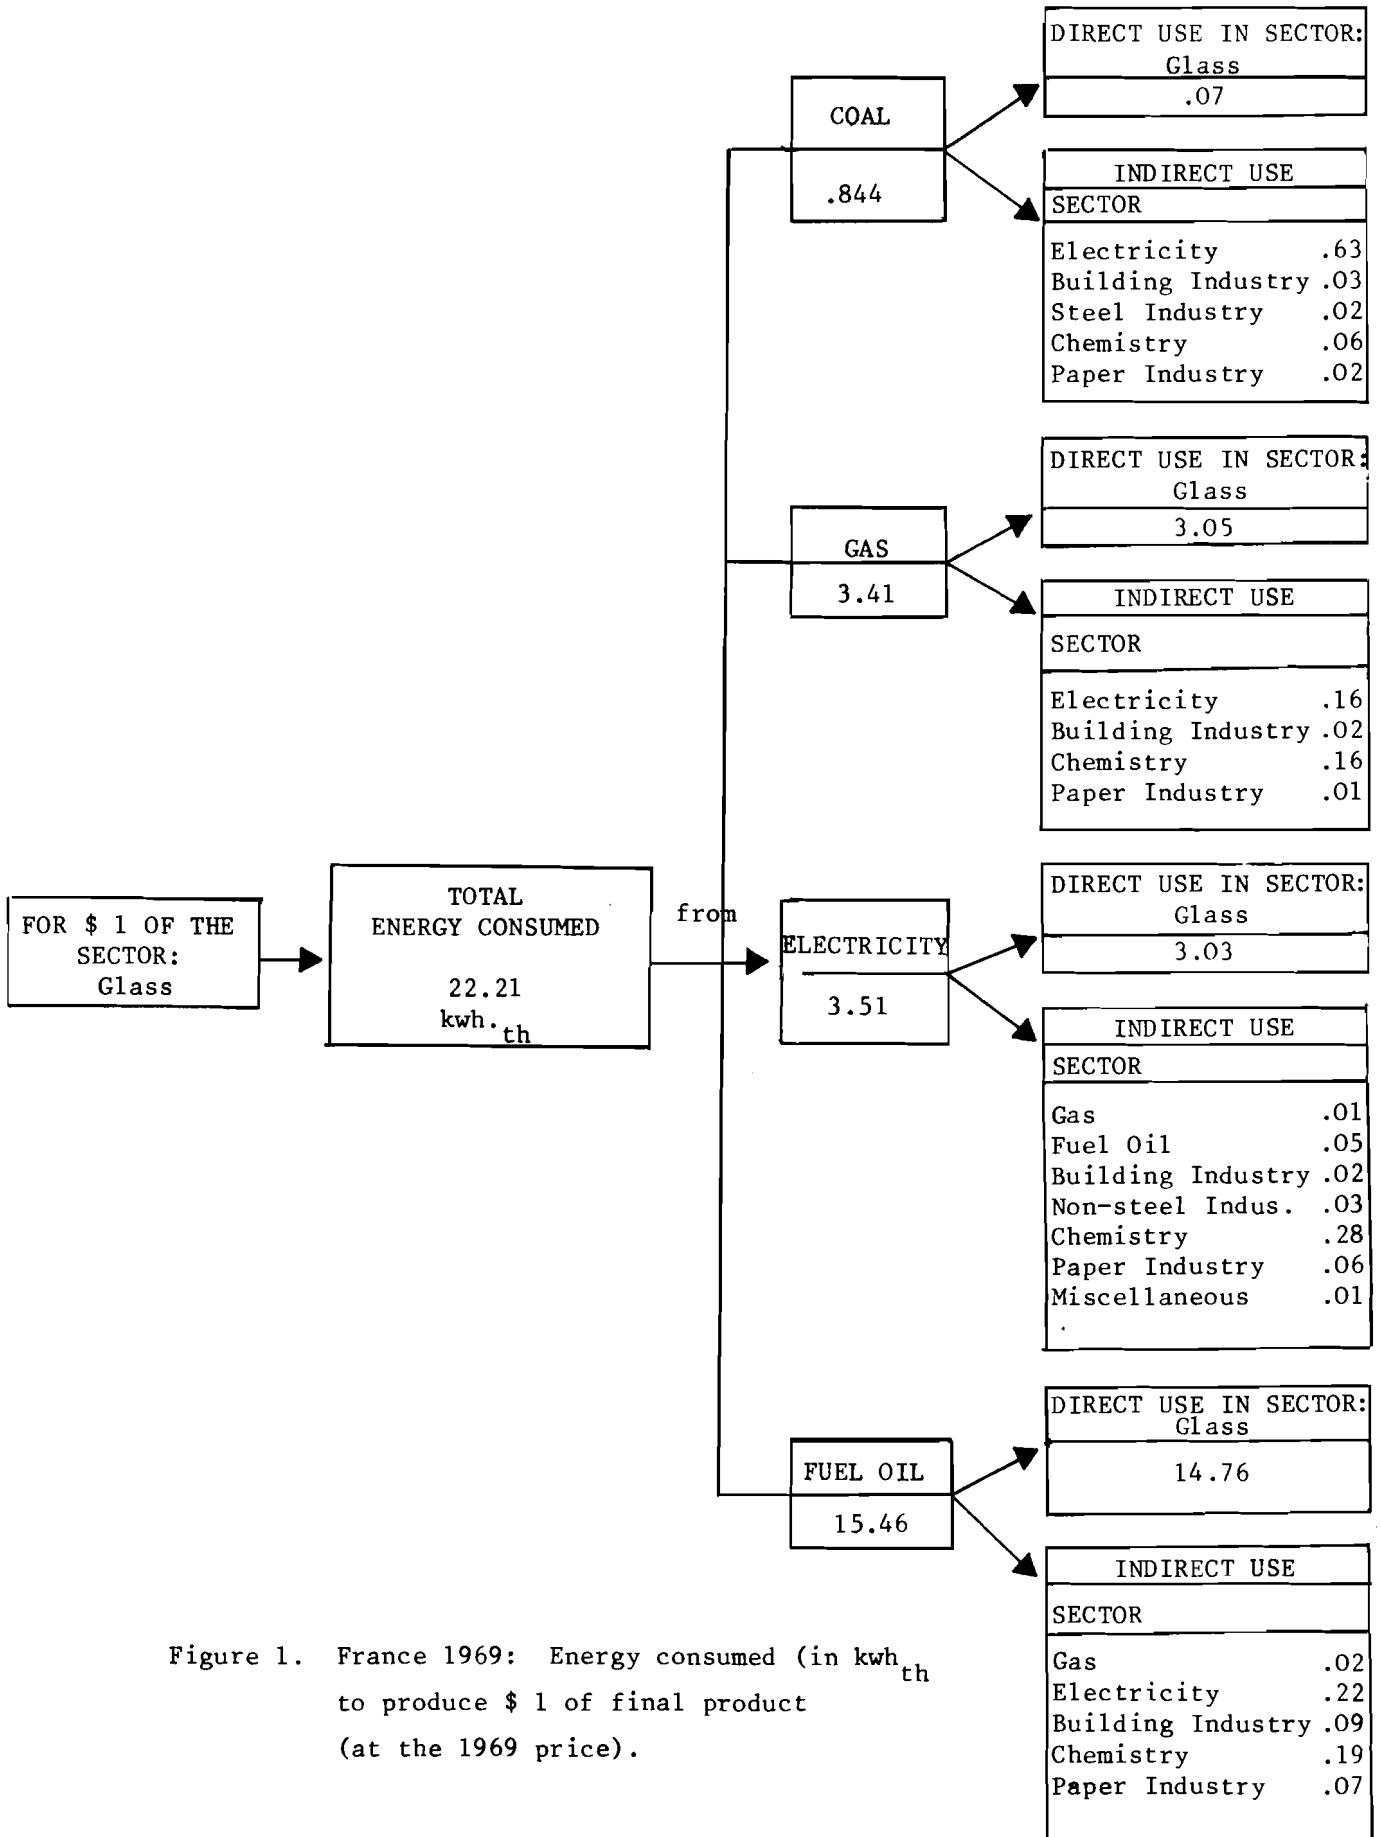 DIRECT USE IN SECTOR:
Glass
.07
COAL
.844
INDIRECT USE
SECTOR
Electricity .63
Building Industry .03
Steel Industry .02
Chemistry .06
Paper Industry .02
DIRECT USE IN SECTOR:
Glass
3.05
GAS
3.41
INDIRECT USE
SECTOR
Electricity .16
Building Industry .02
Chemistry .16
Paper Industry .01
FOR $ 1 OF THE
SECTOR:
Glass
TOTAL
ENERGY CONSUMED
22.21
kwh.th
from
ELECTRICITY
3.51
DIRECT USE IN SECTOR:
Glass
3.03
INDIRECT USE
SECTOR
Gas .01
Fuel Oil .05
Building Industry .02
Non-steel Indus. .03
Chemistry .28
Paper Industry .06
Miscellaneous .01
DIRECT USE IN SECTOR:
Glass
14.76
FUEL OIL
15.46
INDIRECT USE
SECTOR
Gas .02
Electricity .22
Building Industry .09
Chemistry .19
Paper Industry .07
Figure 1. France 1969: Energy consumed (in kwhth
to produce $ 1 of final product
(at the 1969 price).